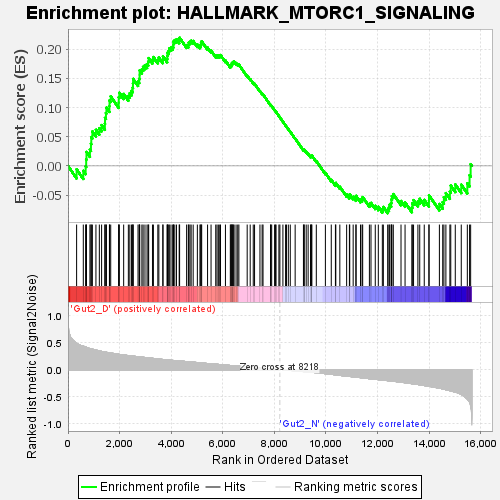 Enrichment plot: HALLMARK_MTORC1_SIGNALING
Enrichment score (ES)
0.20
0.15
0.10
0.05
0.00
-0.05
Ranked list metric (Signal2Noise)
'Gut2_D' (positively correlated)
1.0
0.5
Zero cross at 8218
0.0
-0.5
'Gut2_N' (negatively correlated)
-1.0
0 2,000 4,000 6,000 8,000 10,000 12,000 14,000 16,000
Rank in Ordered Dataset
Enrichment profile Hits Ranking metric scores